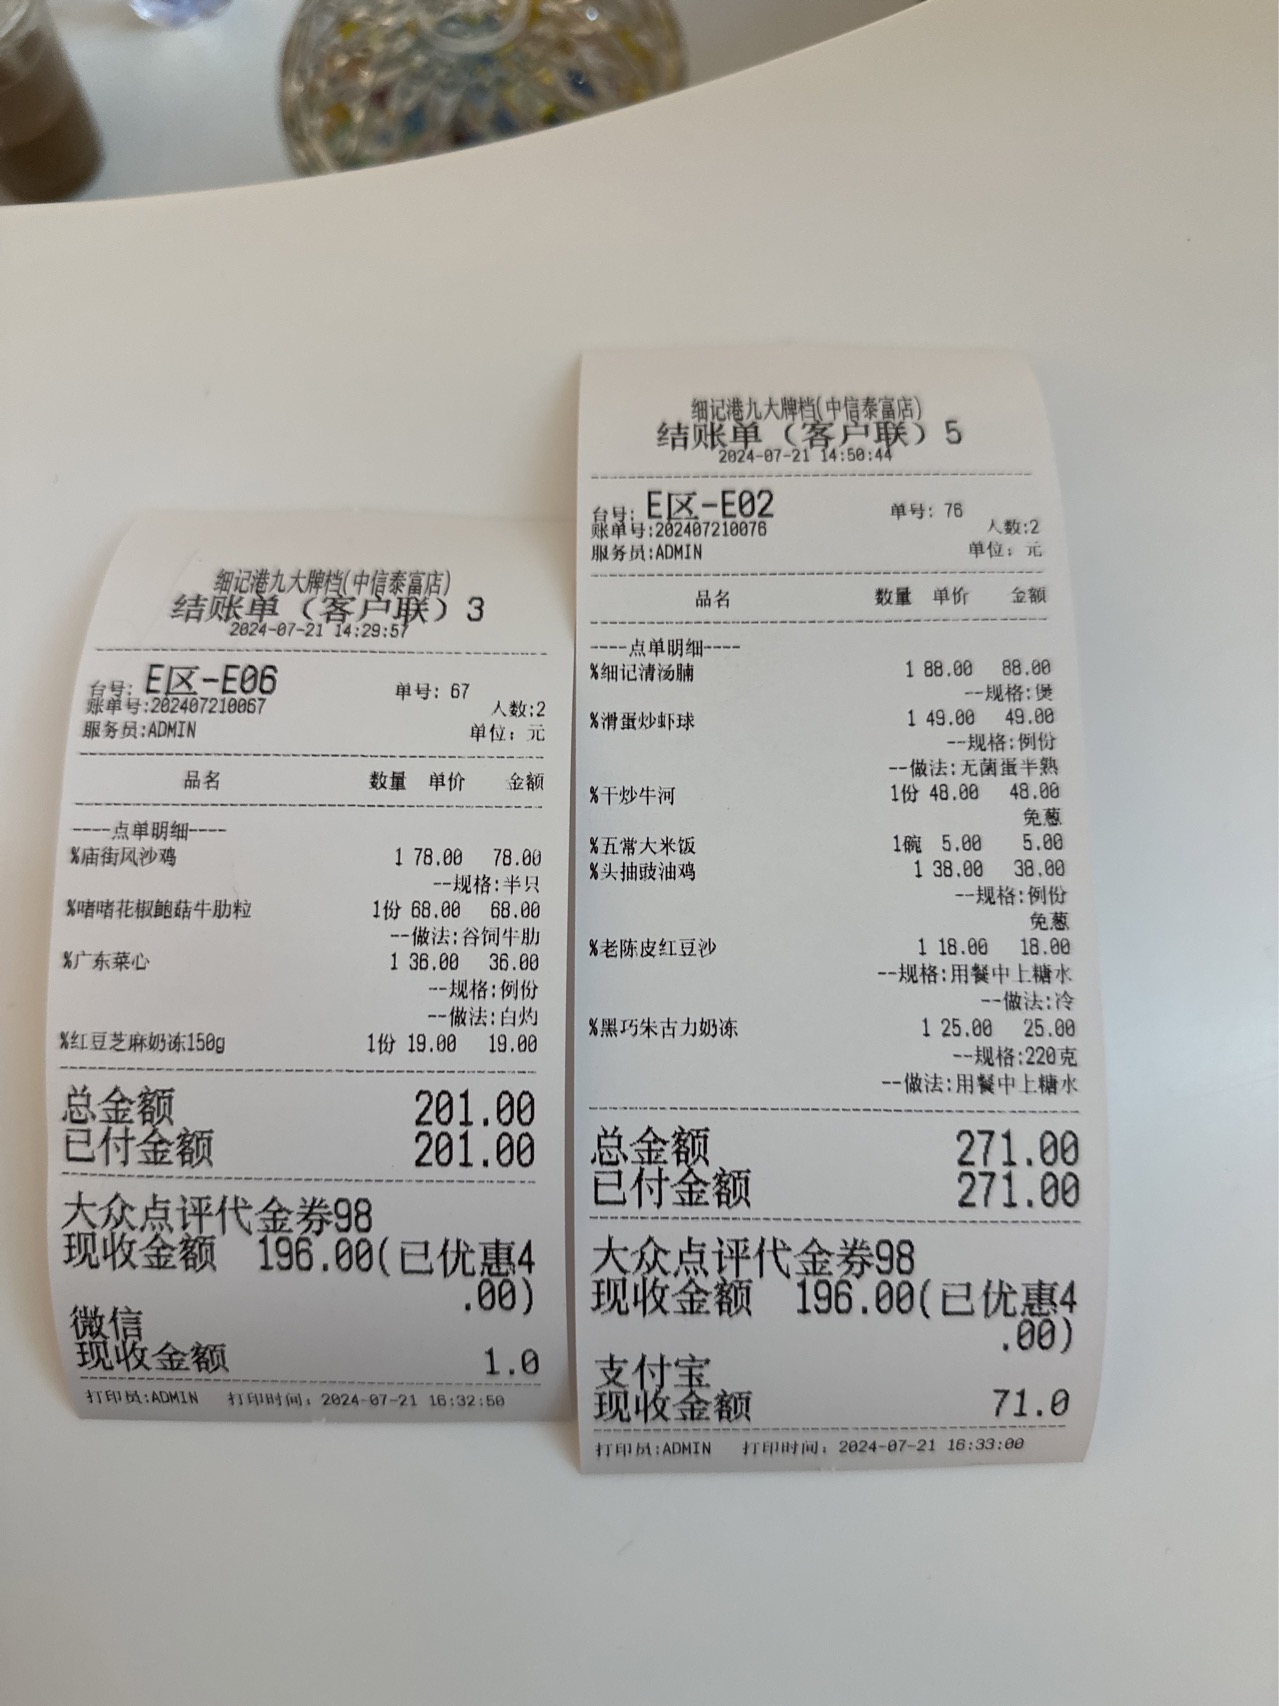 细记港九大牌档(中信泰富店)
结账单（客户联）3
2024-07-21 14:29:57
台号: E区-E06 单号: 67
账单号:202407210067 人数:2
服务员:ADMIN 单位: 元
品名 数量 单价 金额
----点单明细----
%庙街风沙鸡 1 78.00 78.00
--规格:半只
%啫啫花椒鲍菇牛肋粒 1份 68.00 68.00
--做法:谷饲牛肋
%广东菜心 1 36.00 36.00
--规格:例份
--做法:白灼
%红豆芝麻奶冻150g 1份 19.00 19.00
总金额 201.00
已付金额 201.00
大众点评代金券98
现收金额 196.00(已优惠4
.00)
微信
现收金额 1.0
打印员:ADMIN 打印时间: 2024-07-21 16:32:50
细记港九大牌档(中信泰富店)
结账单（客户联）5
2024-07-21 14:50:44
台号: E区-E02 单号: 76
账单号:202407210076 人数:2
服务员:ADMIN 单位: 元
品名 数量 单价 金额
----点单明细----
%细记清汤腩 1 88.00 88.00
--规格:煲
%滑蛋炒虾球 1 49.00 49.00
--规格:例份
--做法:无菌蛋半熟
%干炒牛河 1份 48.00 48.00
免葱
%五常大米饭 1碗 5.00 5.00
%头抽豉油鸡 1 38.00 38.00
--规格:例份
免葱
%老陈皮红豆沙 1 18.00 18.00
--规格:用餐中上糖水
--做法:冷
%黑巧朱古力奶冻 1 25.00 25.00
--规格:220克
--做法:用餐中上糖水
总金额 271.00
已付金额 271.00
大众点评代金券98
现收金额 196.00(已优惠4
.00)
支付宝
现收金额 71.0
打印员:ADMIN 打印时间: 2024-07-21 16:33:00